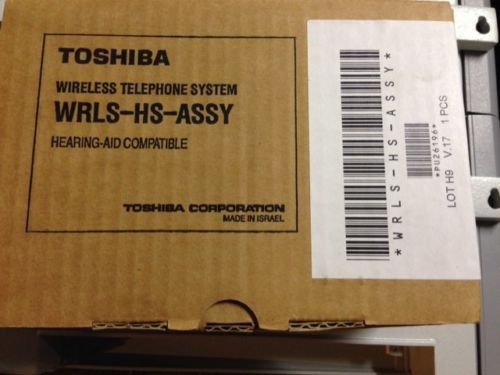 TOSHIBA
WIRELESS TELEPHONE SYSTEM
WRLS-HS-ASSY
HEARING-AID COMPATIBLE
TOSHIBA CORPORATION
MADE IN ISRAEL
*WRLS-HS-ASSY*
*PU26196*
LOT H9 V.17 1 PCS